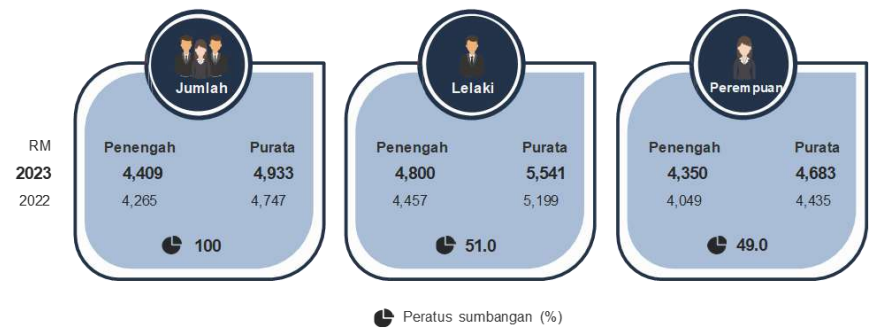 Jumlah
Lelaki
Perempuan
RM Penengah Purata Penengah Purata Penengah Purata
2023 4,409 4,933 4,800 5,541 4,350 4,683
2022 4,265 4,747 4,457 5,199 4,049 4,435
100 51.0 49.0
Peratus sumbangan (%)